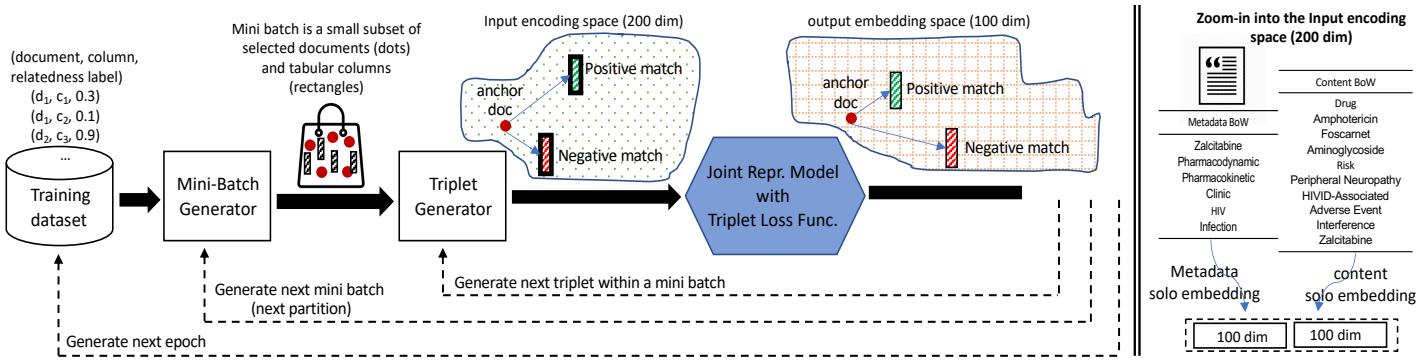 (document, column,
relatedness label)
(d1, c1, 0.3)
(d1, c2, 0.1)
(d2, c3, 0.9)
...
Training
dataset
Mini-Batch
Generator
Mini batch is a small subset of
selected documents (dots)
and tabular columns
(rectangles)
Triplet
Generator
Input encoding space (200 dim)
Positive match
anchor
doc
Negative match
Joint Repr. Model
with
Triplet Loss Func.
output embedding space (100 dim)
Positive match
anchor
doc
Negative match
Generate next triplet within a mini batch
Generate next mini batch
(next partition)
Generate next epoch
Zoom-in into the Input encoding
space (200 dim)
Metadata BoW
Zalcitabine
Pharmacodynamic
Pharmacokinetic
Clinic
HIV
Infection
Content BoW
Drug
Amphotericin
Foscarnet
Aminoglycoside
Risk
Peripheral Neuropathy
HIVID-Associated
Adverse Event
Interference
Zalcitabine
Metadata
solo embedding
content
solo embedding
100 dim
100 dim